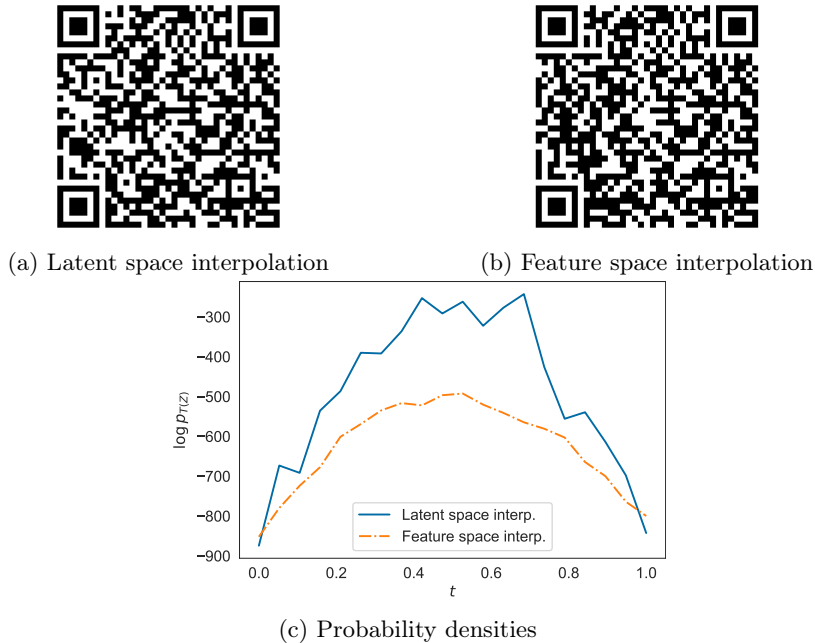 (a) Latent space interpolation
(b) Feature space interpolation
−300
−400
−500
−600
−700
−800
−900
log p_{T(Z)}
Latent space interp.
Feature space interp.
0.0 0.2 0.4 0.6 0.8 1.0
t
(c) Probability densities